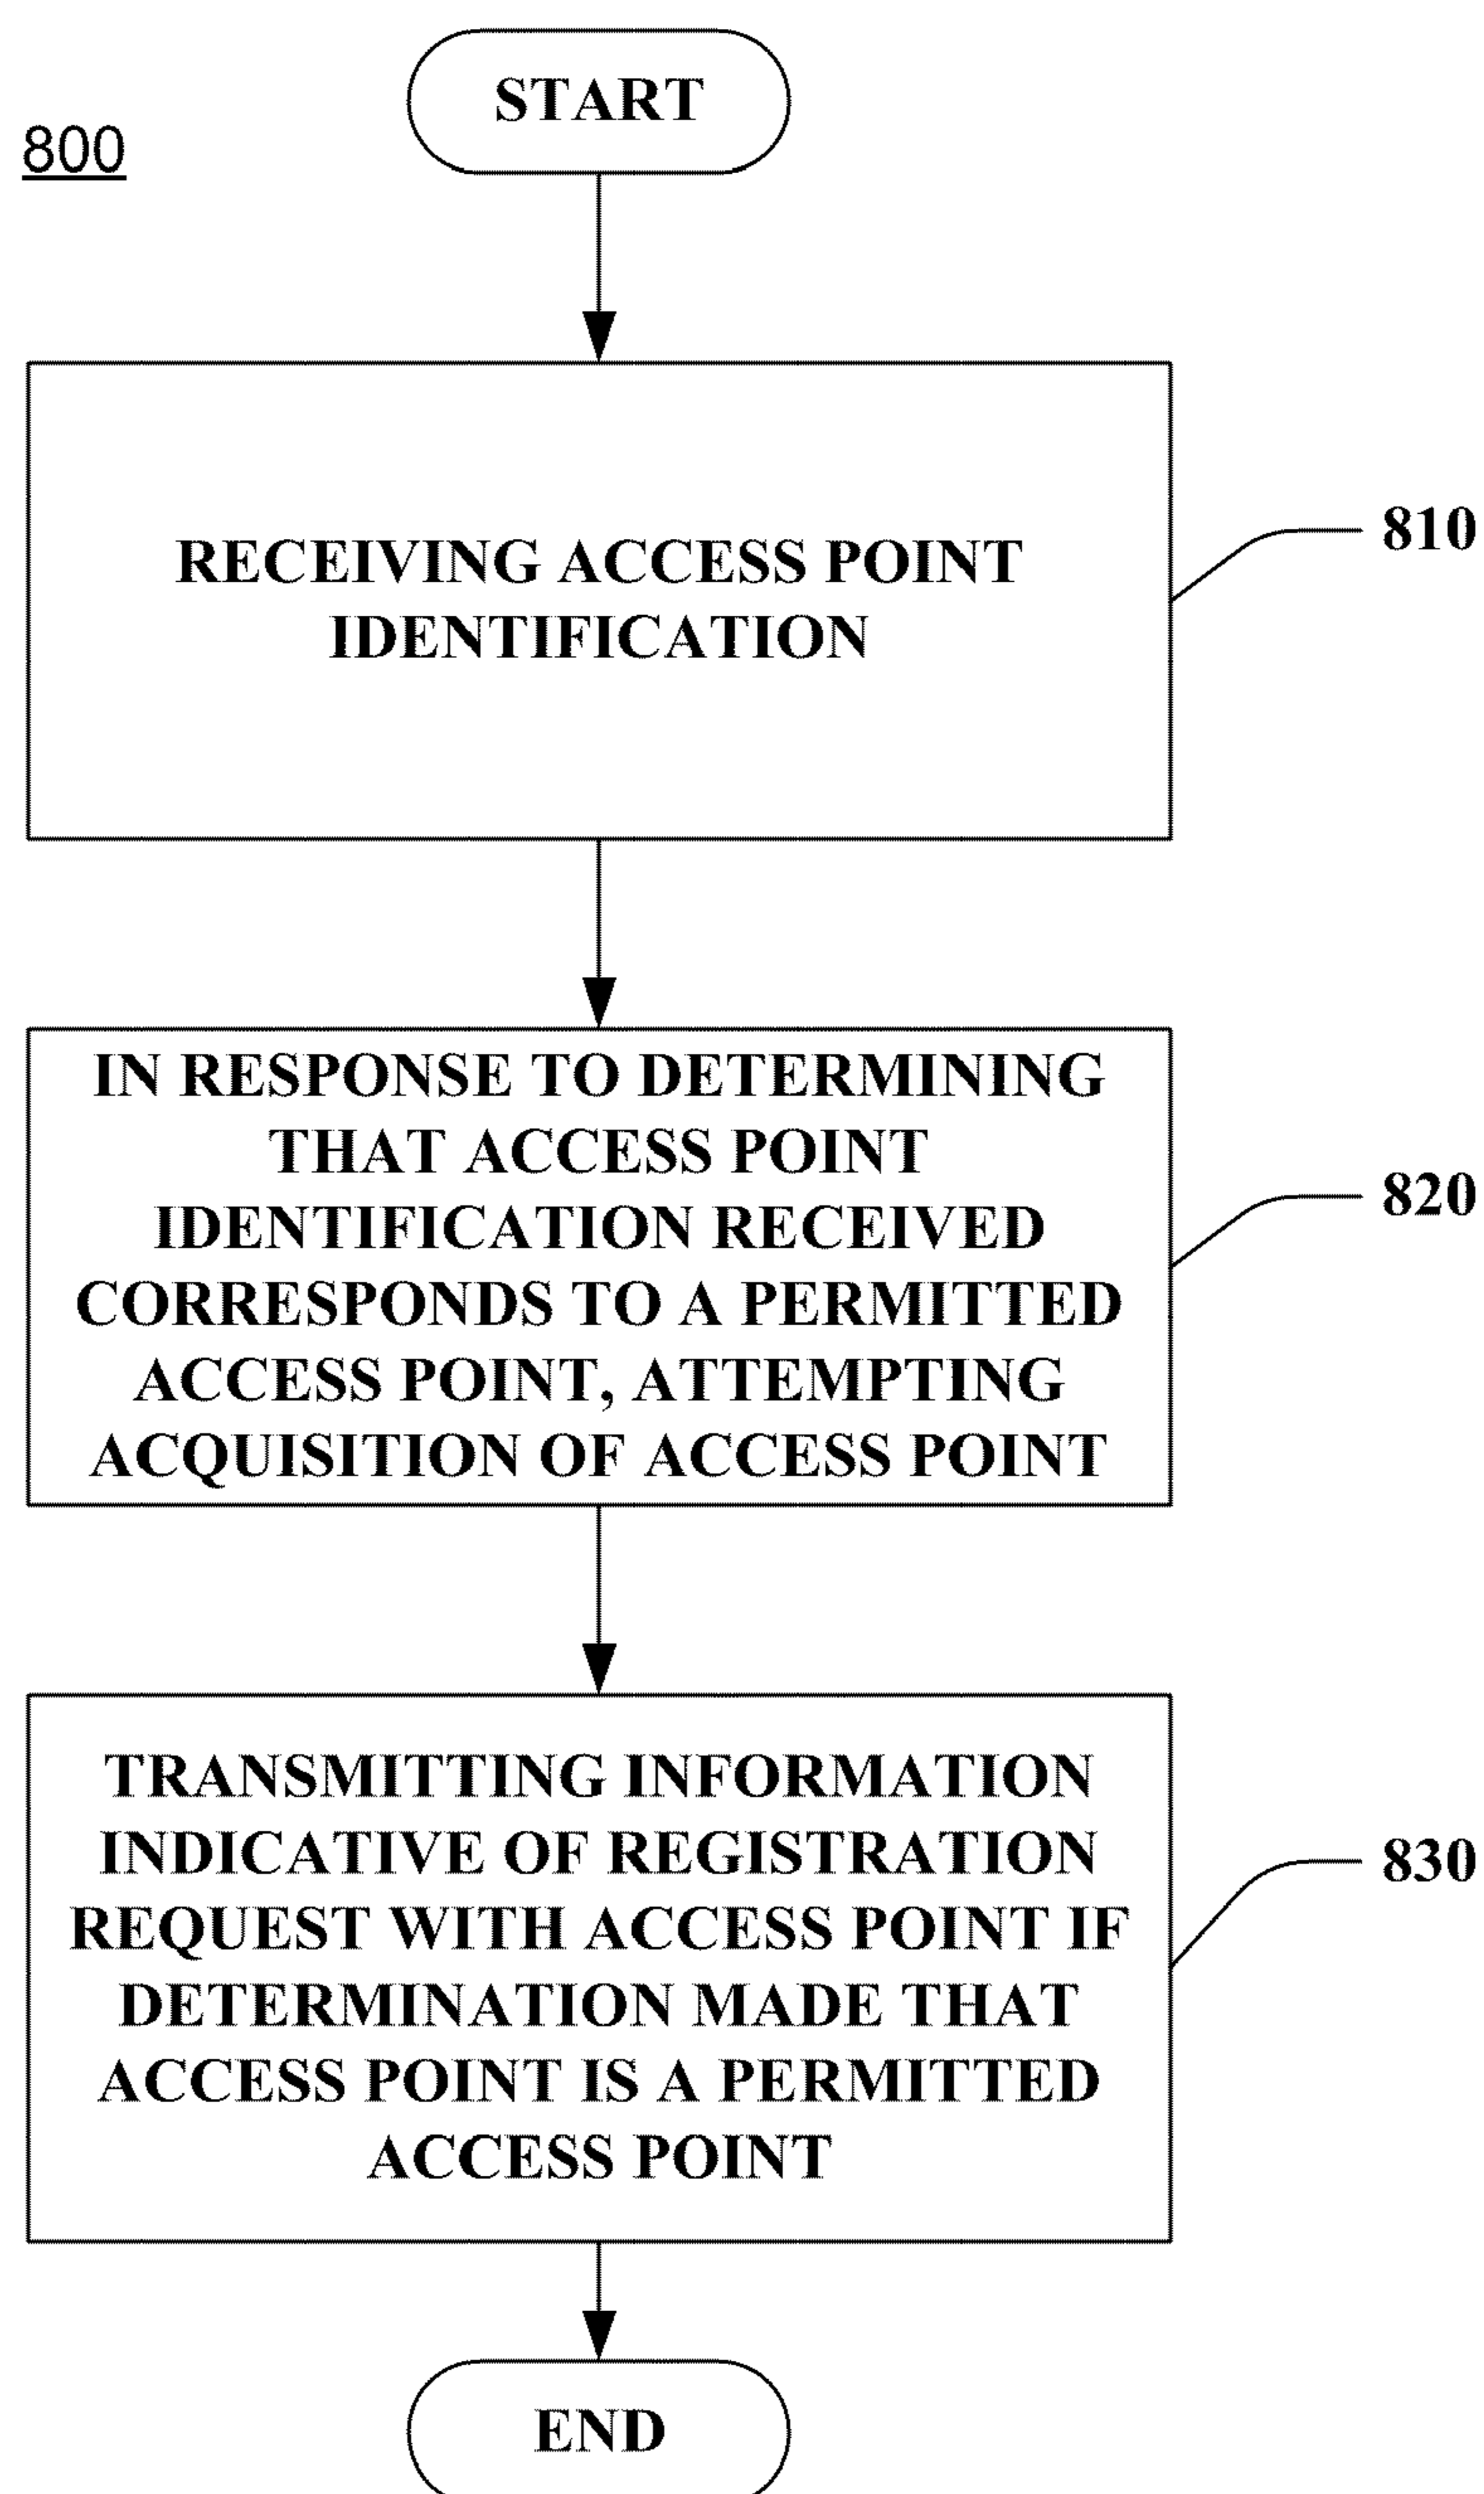 START
800
RECEIVING ACCESS POINT
IDENTIFICATION
810
IN RESPONSE TO DETERMINING
THAT ACCESS POINT
IDENTIFICATION RECEIVED
CORRESPONDS TO A PERMITTED
ACCESS POINT, ATTEMPTING
ACQUISITION OF ACCESS POINT
820
TRANSMITTING INFORMATION
INDICATIVE OF REGISTRATION
REQUEST WITH ACCESS POINT IF
DETERMINATION MADE THAT
ACCESS POINT IS A PERMITTED
ACCESS POINT
830
END